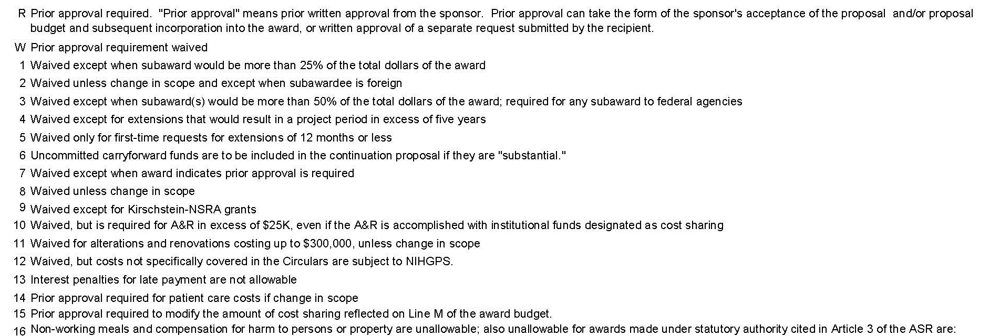 R Prior approval required.  "Prior approval" means prior written approval from the sponsor.  Prior approval can take the form of the sponsor's acceptance of the proposal  and/or proposal
budget and subsequent incorporation into the award, or written approval of a separate request submitted by the recipient.
W Prior approval requirement waived
1 Waived except when subaward would be more than 25% of the total dollars of the award
2 Waived unless change in scope and except when subawardee is foreign
3 Waived except when subaward(s) would be more than 50% of the total dollars of the award; required for any subaward to federal agencies
4 Waived except for extensions that would result in a project period in excess of five years
5 Waived only for first-time requests for extensions of 12 months or less
6 Uncommitted carryforward funds are to be included in the continuation proposal if they are "substantial."
7 Waived except when award indicates prior approval is required
8 Waived unless change in scope
9 Waived except for Kirschstein-NSRA grants
10 Waived, but is required for A&R in excess of $25K, even if the A&R is accomplished with institutional funds designated as cost sharing
11 Waived for alterations and renovations costing up to $300,000, unless change in scope
12 Waived, but costs not specifically covered in the Circulars are subject to NIHGPS.
13 Interest penalties for late payment are not allowable
14 Prior approval required for patient care costs if change in scope
15 Prior approval required to modify the amount of cost sharing reflected on Line M of the award budget.
16 Non-working meals and compensation for harm to persons or property are unallowable; also unallowable for awards made under statutory authority cited in Article 3 of the ASR are: